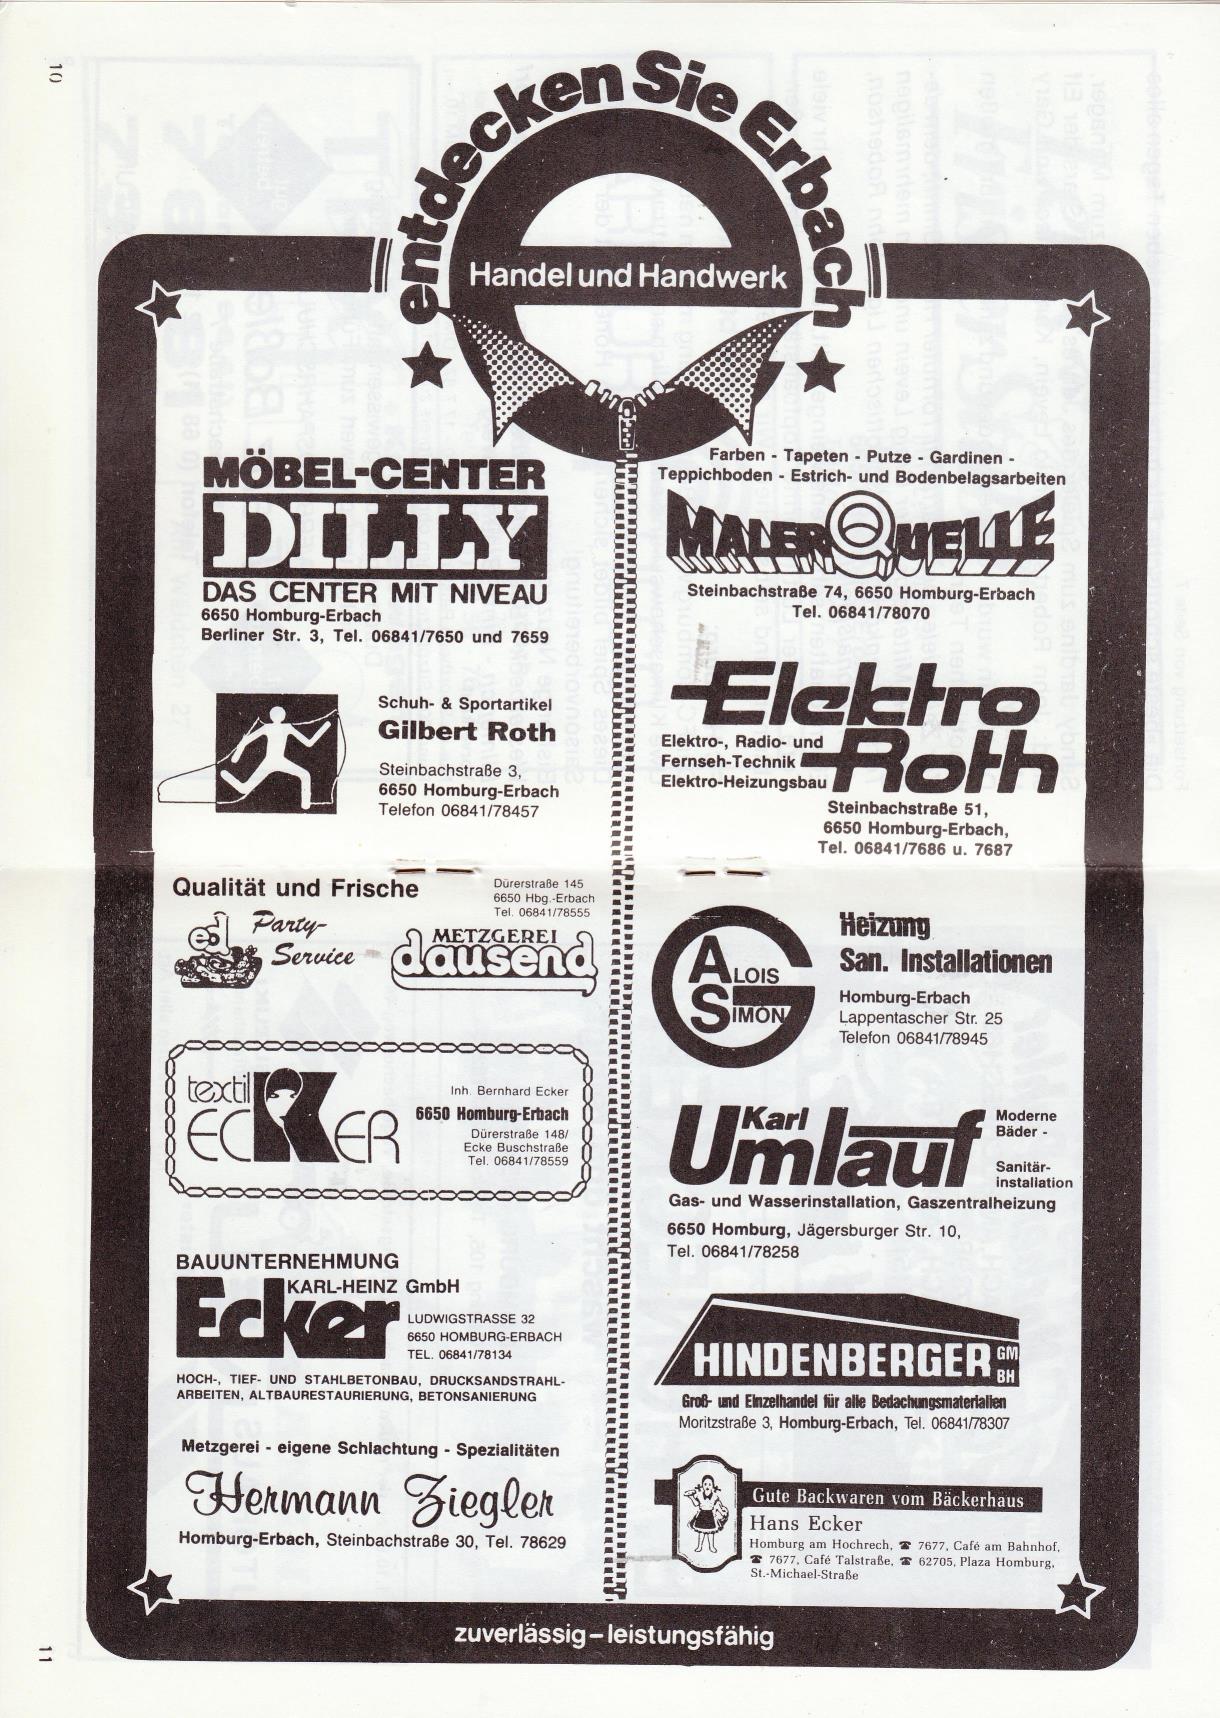 10
entdecken Sie Erbach
Handel und Handwerk
MÖBEL-CENTER
DILLY
DAS CENTER MIT NIVEAU
6650 Homburg-Erbach
Berliner Str. 3, Tel. 06841/7650 und 7659
Schuh- & Sportartikel
Gilbert Roth
Steinbachstraße 3,
6650 Homburg-Erbach
Telefon 06841/78457
Qualität und Frische
Dürerstraße 145
6650 Hbg.-Erbach
Tel. 06841/78555
ed
Party-
Service
METZGEREI
dausend
textil
ECKER
Inh. Bernhard Ecker
6650 Homburg-Erbach
Dürerstraße 148/
Ecke Buschstraße
Tel. 06841/78559
BAUUNTERNEHMUNG
KARL-HEINZ GmbH
Ecker
LUDWIGSTRASSE 32
6650 HOMBURG-ERBACH
TEL. 06841/78134
HOCH-, TIEF- UND STAHLBETONBAU, DRUCKSANDSTRAHL-
ARBEITEN, ALTBAURESTAURIERUNG, BETONSANIERUNG
Metzgerei - eigene Schlachtung - Spezialitäten
Hermann Ziegler
Homburg-Erbach, Steinbachstraße 30, Tel. 78629
Farben - Tapeten - Putze - Gardinen -
Teppichboden - Estrich- und Bodenbelagsarbeiten
MALERQUELLE
Steinbachstraße 74, 6650 Homburg-Erbach
Tel. 06841/78070
Elektro
Roth
Elektro-, Radio- und
Fernseh-Technik
Elektro-Heizungsbau
Steinbachstraße 51,
6650 Homburg-Erbach,
Tel. 06841/7686 u. 7687
G
ALOIS
SIMON
Heizung
San. Installationen
Homburg-Erbach
Lappentascher Str. 25
Telefon 06841/78945
Karl
Umlauf
Moderne
Bäder -
Sanitär-
installation
Gas- und Wasserinstallation, Gaszentralheizung
6650 Homburg, Jägersburger Str. 10,
Tel. 06841/78258
HINDENBERGER GM
BH
Groß- und Einzelhandel für alle Bedachungsmaterialien
Moritzstraße 3, Homburg-Erbach, Tel. 06841/78307
Gute Backwaren vom Bäckerhaus
Hans Ecker
Homburg am Hochrech, ☎ 7677, Café am Bahnhof,
☎ 7677, Café Talstraße, ☎ 62705, Plaza Homburg,
St.-Michael-Straße
zuverlässig – leistungsfähig
11